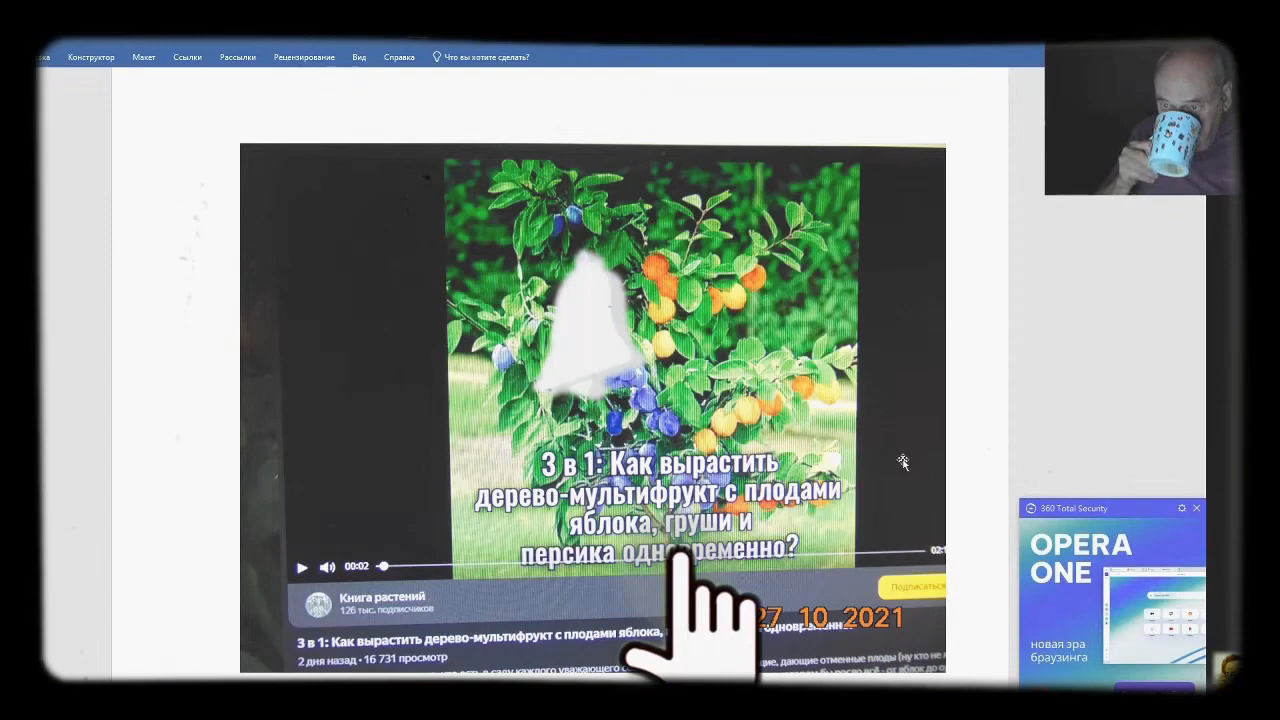 Конструктор Макет Ссылки Рассылки Рецензирование Вид Справка Что вы хотите сделать?
3 в 1: Как вырастить
дерево-мультифрукт с плодами
яблока, груши и
персика одновременно?
00:02
Книга растений
126 тыс. подписчиков
Подписаться
27 10 2021
3 в 1: Как вырастить дерево-мультифрукт с плодами яблока,
2 дня назад • 16 731 просмотр
360 Total Security
OPERA
ONE
новая эра
браузинга